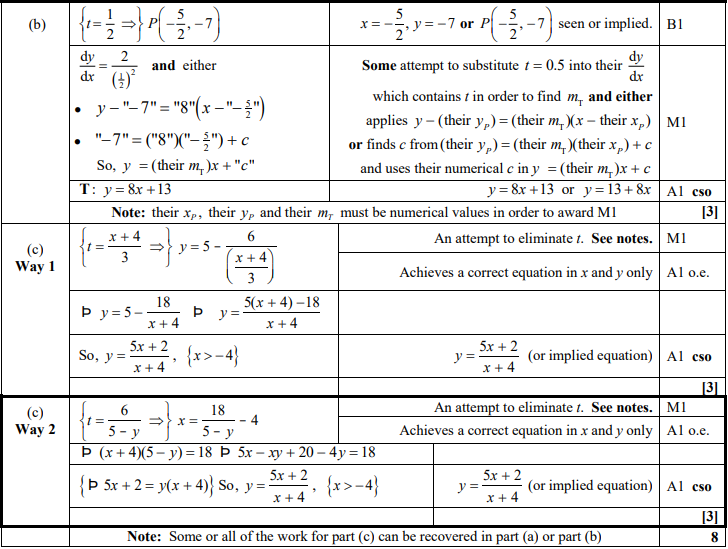 (b) {t = 1/2 ⇒} P(−5/2, −7) x = −5/2, y = −7 or P(−5/2, −7) seen or implied. B1
dy/dx = 2/(1/2)² and either Some attempt to substitute t = 0.5 into their dy/dx
which contains t in order to find m_T and either
• y − "−7" = "8"(x − "−5/2") applies y − (their y_P) = (their m_T)(x − their x_P) M1
• "−7" = ("8")("−5/2") + c or finds c from (their y_P) = (their m_T)(their x_P) + c
So, y = (their m_T)x + "c" and uses their numerical c in y = (their m_T)x + c
T: y = 8x + 13 y = 8x + 13 or y = 13 + 8x A1 cso
Note: their x_P, their y_P and their m_T must be numerical values in order to award M1 [3]
(c) Way 1 {t = (x + 4)/3 ⇒} y = 5 − 6/((x + 4)/3) An attempt to eliminate t. See notes. M1
Achieves a correct equation in x and y only A1 o.e.
Þ y = 5 − 18/(x + 4) Þ y = (5(x + 4) − 18)/(x + 4)
So, y = (5x + 2)/(x + 4), {x > −4} y = (5x + 2)/(x + 4) (or implied equation) A1 cso
[3]
(c) Way 2 {t = 6/(5 − y) ⇒} x = 18/(5 − y) − 4 An attempt to eliminate t. See notes. M1
Achieves a correct equation in x and y only A1 o.e.
Þ (x + 4)(5 − y) = 18 Þ 5x − xy + 20 − 4y = 18
{Þ 5x + 2 = y(x + 4)} So, y = (5x + 2)/(x + 4), {x > −4} y = (5x + 2)/(x + 4) (or implied equation) A1 cso
[3]
Note: Some or all of the work for part (c) can be recovered in part (a) or part (b) 8